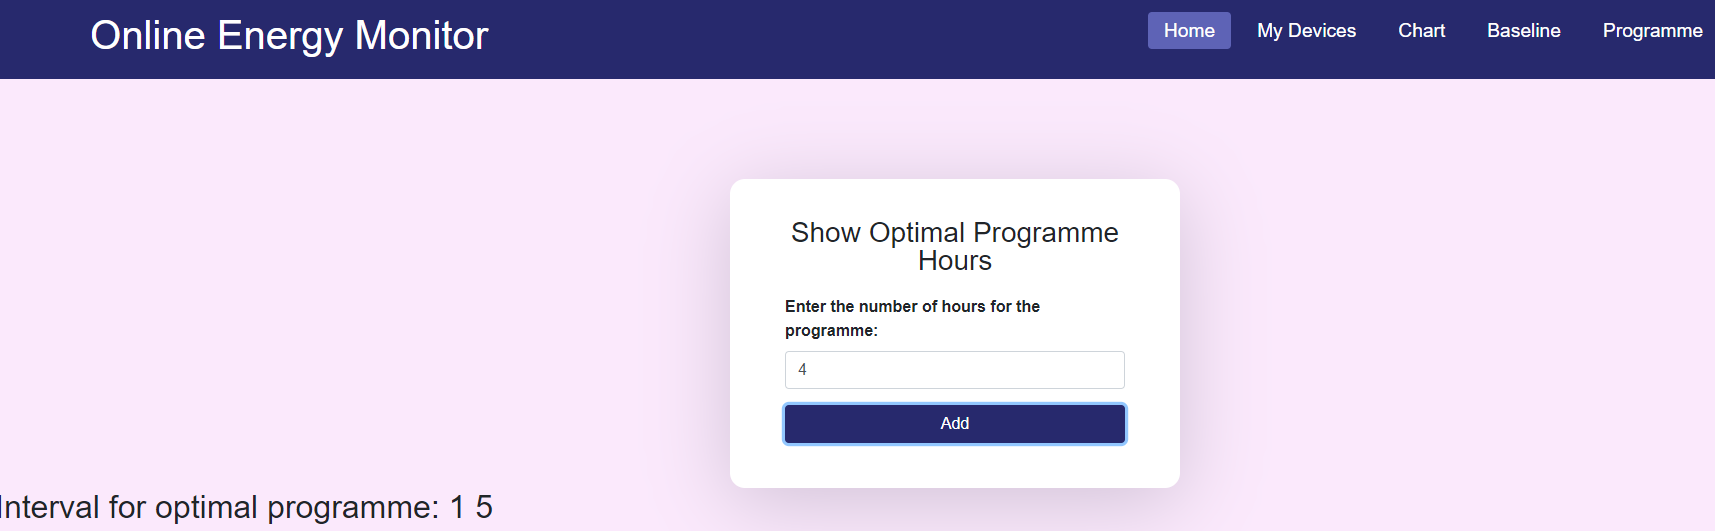 Online Energy Monitor
Home My Devices Chart Baseline Programme
Show Optimal Programme
Hours
Enter the number of hours for the
programme:
4
Add
Interval for optimal programme: 1 5